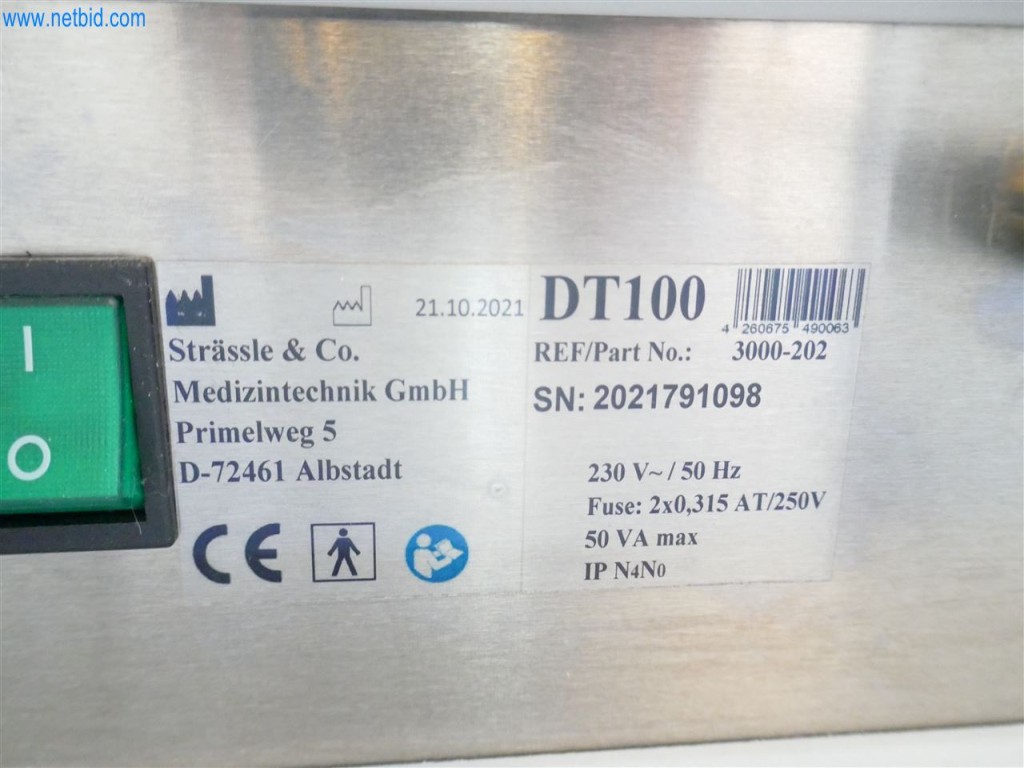 www.netbid.com
21.10.2021
Strässle & Co.
Medizintechnik GmbH
Primelweg 5
D-72461 Albstadt
CE
DT100
4 260675 490063
REF/Part No.: 3000-202
SN: 2021791098
230 V~ / 50 Hz
Fuse: 2x0,315 AT/250V
50 VA max
IP N4N0
I
O